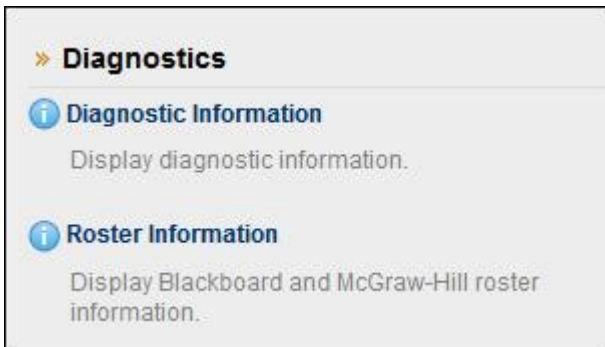 » Diagnostics
Diagnostic Information
Display diagnostic information.
Roster Information
Display Blackboard and McGraw-Hill roster
information.